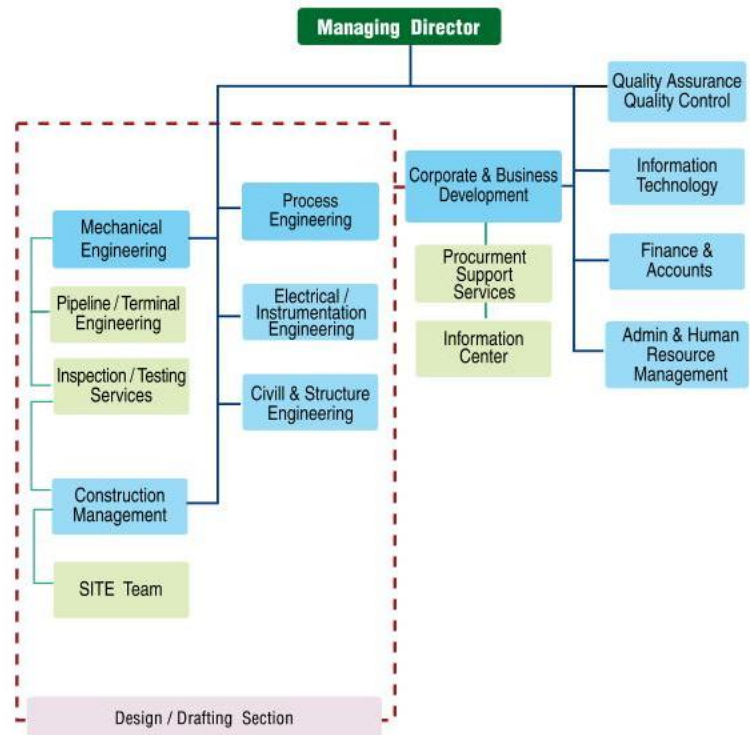 Managing Director
Quality Assurance
Quality Control
Corporate & Business
Development
Information
Technology
Process
Engineering
Mechanical
Engineering
Procurment
Support
Services
Finance &
Accounts
Pipeline / Terminal
Engineering
Electrical /
Instrumentation
Engineering
Information
Center
Admin & Human
Resource
Management
Inspection / Testing
Services
Civill & Structure
Engineering
Construction
Management
SITE Team
Design / Drafting Section